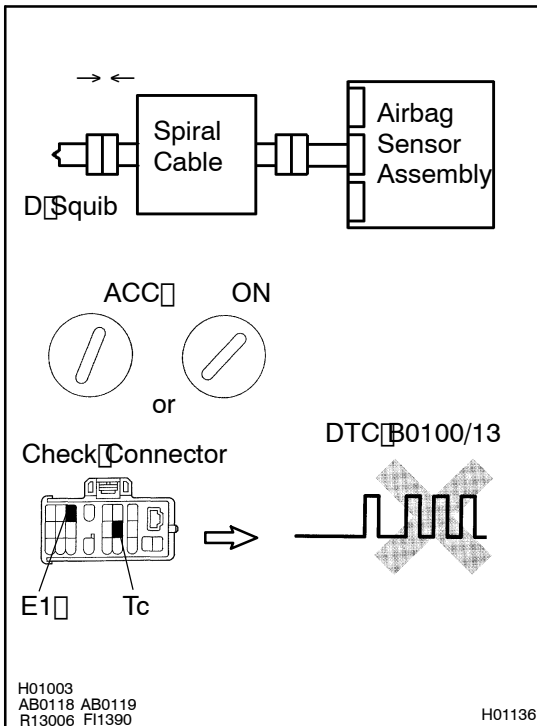 Spiral
Cable
Airbag
Sensor
Assembly
D□Squib
ACC□ ON
or
DTC□B0100/13
Check□Connector
E1□ Tc
H01003
AB0118 AB0119
R13006 FI1390
H01136